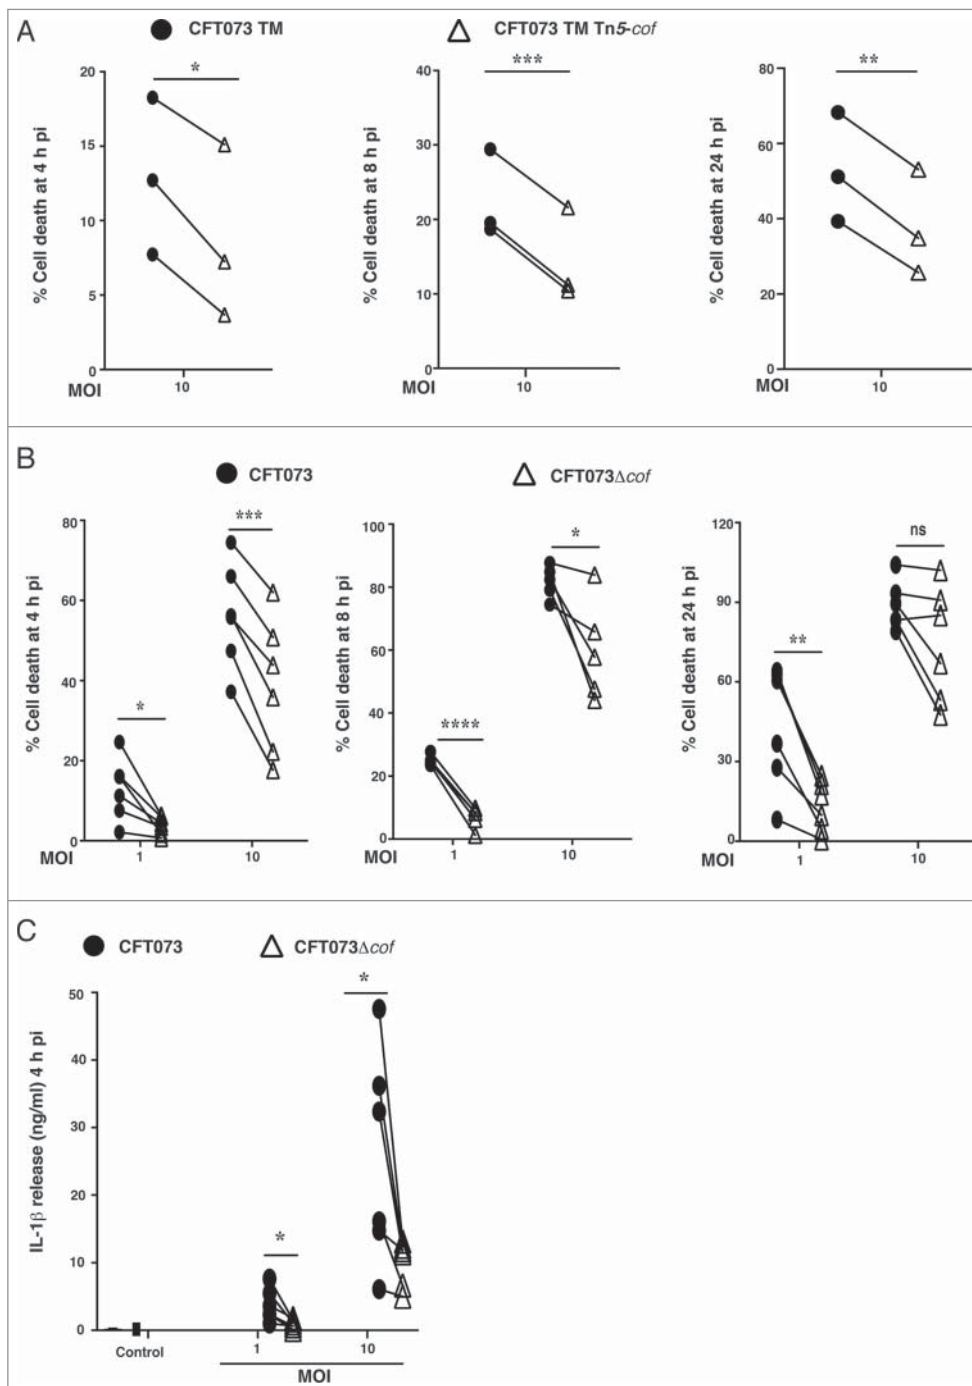 A
CFT073 TM
CFT073 TM Tn5-cof
% Cell death at 4 h pi
20
15
10
5
0
*
MOI
10
% Cell death at 8 h pi
40
30
20
10
0
***
MOI
10
% Cell death at 24 h pi
80
60
40
20
0
**
MOI
10
B
CFT073
CFT073Δcof
% Cell death at 4 h pi
80
60
40
20
0
*
***
MOI
1
10
% Cell death at 8 h pi
100
80
60
40
20
0
****
*
MOI
1
10
% Cell death at 24 h pi
120
90
60
30
0
**
ns
MOI
1
10
C
CFT073
CFT073Δcof
IL-1β release (ng/ml) 4 h pi
50
40
30
20
10
0
*
*
Control
1
10
MOI